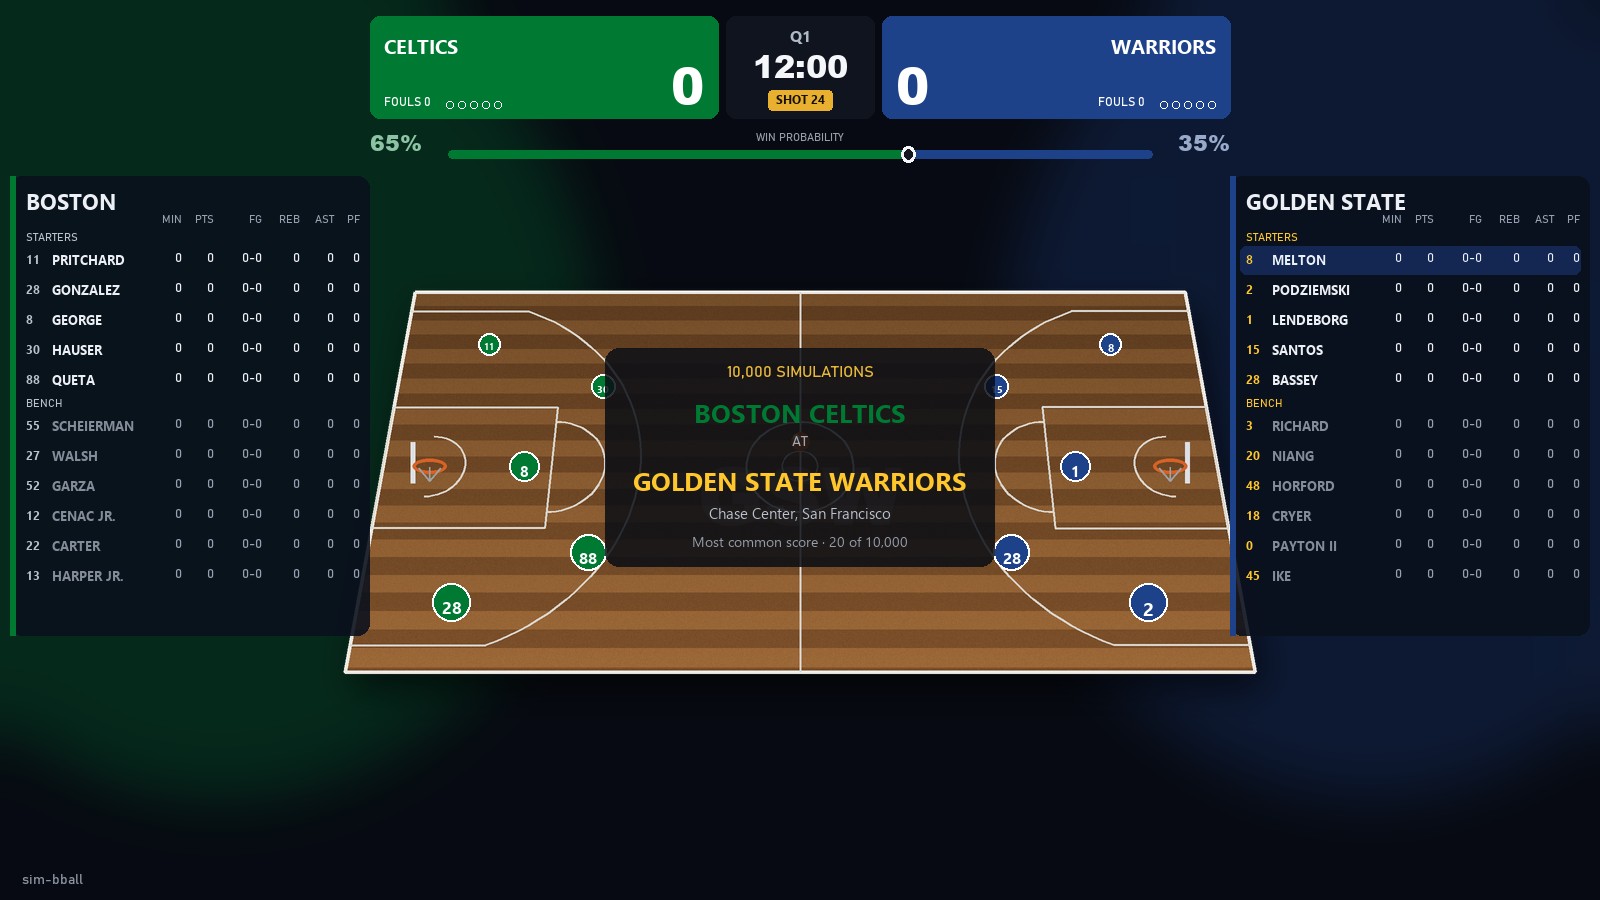 CELTICS
0
FOULS 0
Q1
12:00
SHOT 24
WARRIORS
0
FOULS 0
65%
WIN PROBABILITY
35%
BOSTON
MIN PTS FG REB AST PF
STARTERS
11 PRITCHARD 0 0 0-0 0 0 0
28 GONZALEZ 0 0 0-0 0 0 0
8 GEORGE 0 0 0-0 0 0 0
30 HAUSER 0 0 0-0 0 0 0
88 QUETA 0 0 0-0 0 0 0
BENCH
55 SCHEIERMAN 0 0 0-0 0 0 0
27 WALSH 0 0 0-0 0 0 0
52 GARZA 0 0 0-0 0 0 0
12 CENAC JR. 0 0 0-0 0 0 0
22 CARTER 0 0 0-0 0 0 0
13 HARPER JR. 0 0 0-0 0 0 0
11
30
8
88
28
10,000 SIMULATIONS
BOSTON CELTICS
AT
GOLDEN STATE WARRIORS
Chase Center, San Francisco
Most common score · 20 of 10,000
8
15
1
28
2
GOLDEN STATE
MIN PTS FG REB AST PF
STARTERS
8 MELTON 0 0 0-0 0 0 0
2 PODZIEMSKI 0 0 0-0 0 0 0
1 LENDEBORG 0 0 0-0 0 0 0
15 SANTOS 0 0 0-0 0 0 0
28 BASSEY 0 0 0-0 0 0 0
BENCH
3 RICHARD 0 0 0-0 0 0 0
20 NIANG 0 0 0-0 0 0 0
48 HORFORD 0 0 0-0 0 0 0
18 CRYER 0 0 0-0 0 0 0
0 PAYTON II 0 0 0-0 0 0 0
45 IKE 0 0 0-0 0 0 0
sim-bball